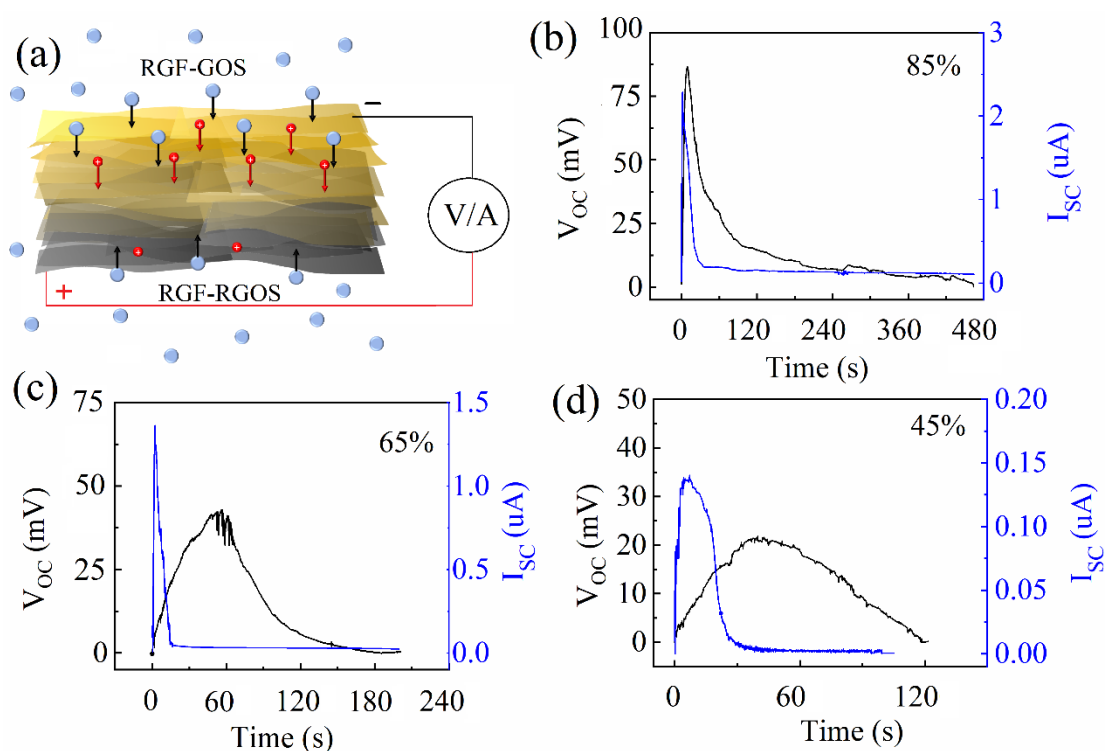 (a)
RGF-GOS
−
+ + + + + + + +
V/A
+
RGF-RGOS
(b)
85%
100
75
50
25
0
V_OC (mV)
3
2
1
0
I_SC (uA)
0 120 240 360 480
Time (s)
(c)
65%
75
50
25
0
V_OC (mV)
1.5
1.0
0.5
0.0
I_SC (uA)
0 60 120 180 240
Time (s)
(d)
45%
50
40
30
20
10
0
V_OC (mV)
0.20
0.15
0.10
0.05
0.00
I_SC (uA)
0 60 120
Time (s)